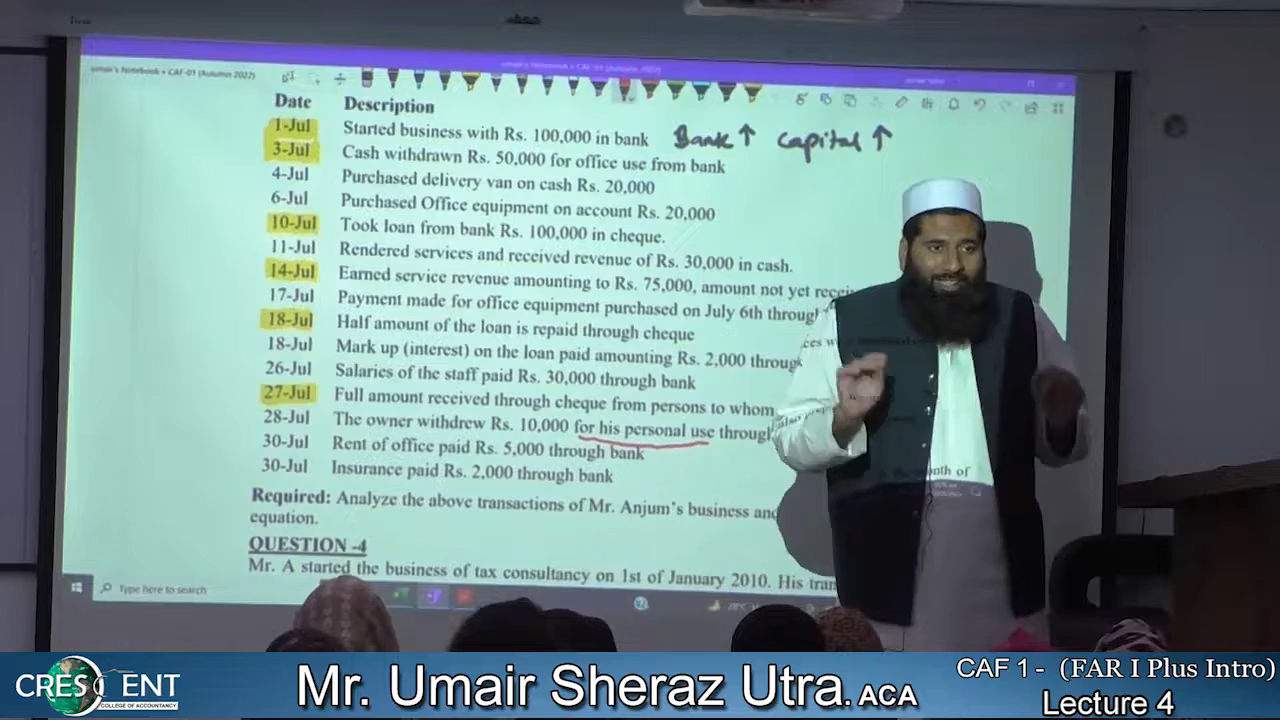 umair's Notebook » CAF-01 (Autumn 2022)
Date Description
1-Jul Started business with Rs. 100,000 in bank Bank ↑ Capital ↑
3-Jul Cash withdrawn Rs. 50,000 for office use from bank
4-Jul Purchased delivery van on cash Rs. 20,000
6-Jul Purchased Office equipment on account Rs. 20,000
10-Jul Took loan from bank Rs. 100,000 in cheque.
11-Jul Rendered services and received revenue of Rs. 30,000 in cash.
14-Jul Earned service revenue amounting to Rs. 75,000, amount not yet
17-Jul Payment made for office equipment purchased on July 6th
18-Jul Half amount of the loan is repaid through cheque
18-Jul Mark up (interest) on the loan paid amounting Rs. 2,000
26-Jul Salaries of the staff paid Rs. 30,000 through bank
27-Jul Full amount received through cheque from persons to whom
28-Jul The owner withdrew Rs. 10,000 for his personal use through
30-Jul Rent of office paid Rs. 5,000 through bank
30-Jul Insurance paid Rs. 2,000 through bank
month of
Required: Analyze the above transactions of Mr. Anjum's business and
equation.
QUESTION -4
Mr. A started the business of tax consultancy on 1st of January 2010. His
Type here to search
CRESCENT
COLLEGE OF ACCOUNTANCY
Mr. Umair Sheraz Utra. ACA
CAF 1 - (FAR I Plus Intro)
Lecture 4